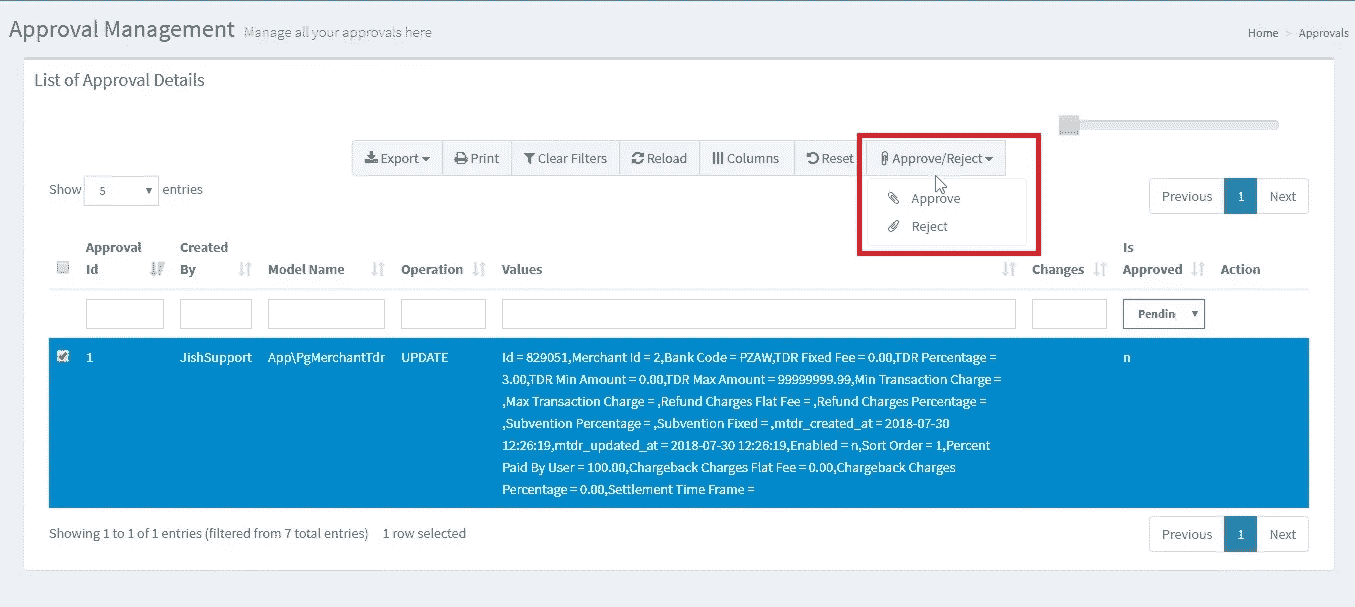 Approval Management Manage all your approvals here
Home > Approvals
List of Approval Details
Export Print Clear Filters Reload Columns Reset Approve/Reject
Approve
Reject
Show 5 entries
Previous 1 Next
Approval Id Created By Model Name Operation Values Changes Is Approved Action
Pendin
1 JishSupport App\PgMerchantTdr UPDATE Id = 829051,Merchant Id = 2,Bank Code = PZAW,TDR Fixed Fee = 0.00,TDR Percentage = n
3.00,TDR Min Amount = 0.00,TDR Max Amount = 99999999.99,Min Transaction Charge =
,Max Transaction Charge = ,Refund Charges Flat Fee = ,Refund Charges Percentage =
,Subvention Percentage = ,Subvention Fixed = ,mtdr_created_at = 2018-07-30
12:26:19,mtdr_updated_at = 2018-07-30 12:26:19,Enabled = n,Sort Order = 1,Percent
Paid By User = 100.00,Chargeback Charges Flat Fee = 0.00,Chargeback Charges
Percentage = 0.00,Settlement Time Frame =
Showing 1 to 1 of 1 entries (filtered from 7 total entries) 1 row selected
Previous 1 Next